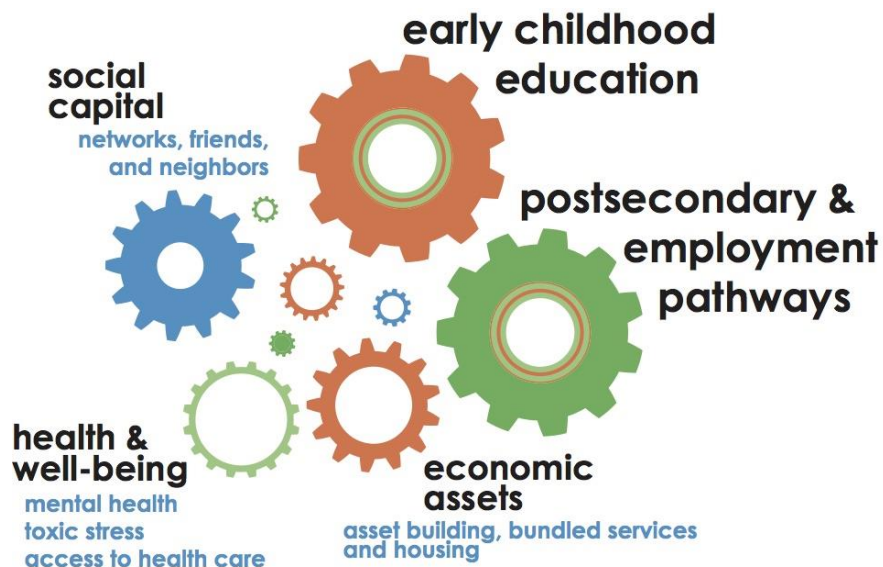 early childhood
education
social
capital
networks, friends,
and neighbors
postsecondary &
employment
pathways
health &
well-being
mental health
toxic stress
access to health care
economic
assets
asset building, bundled services
and housing